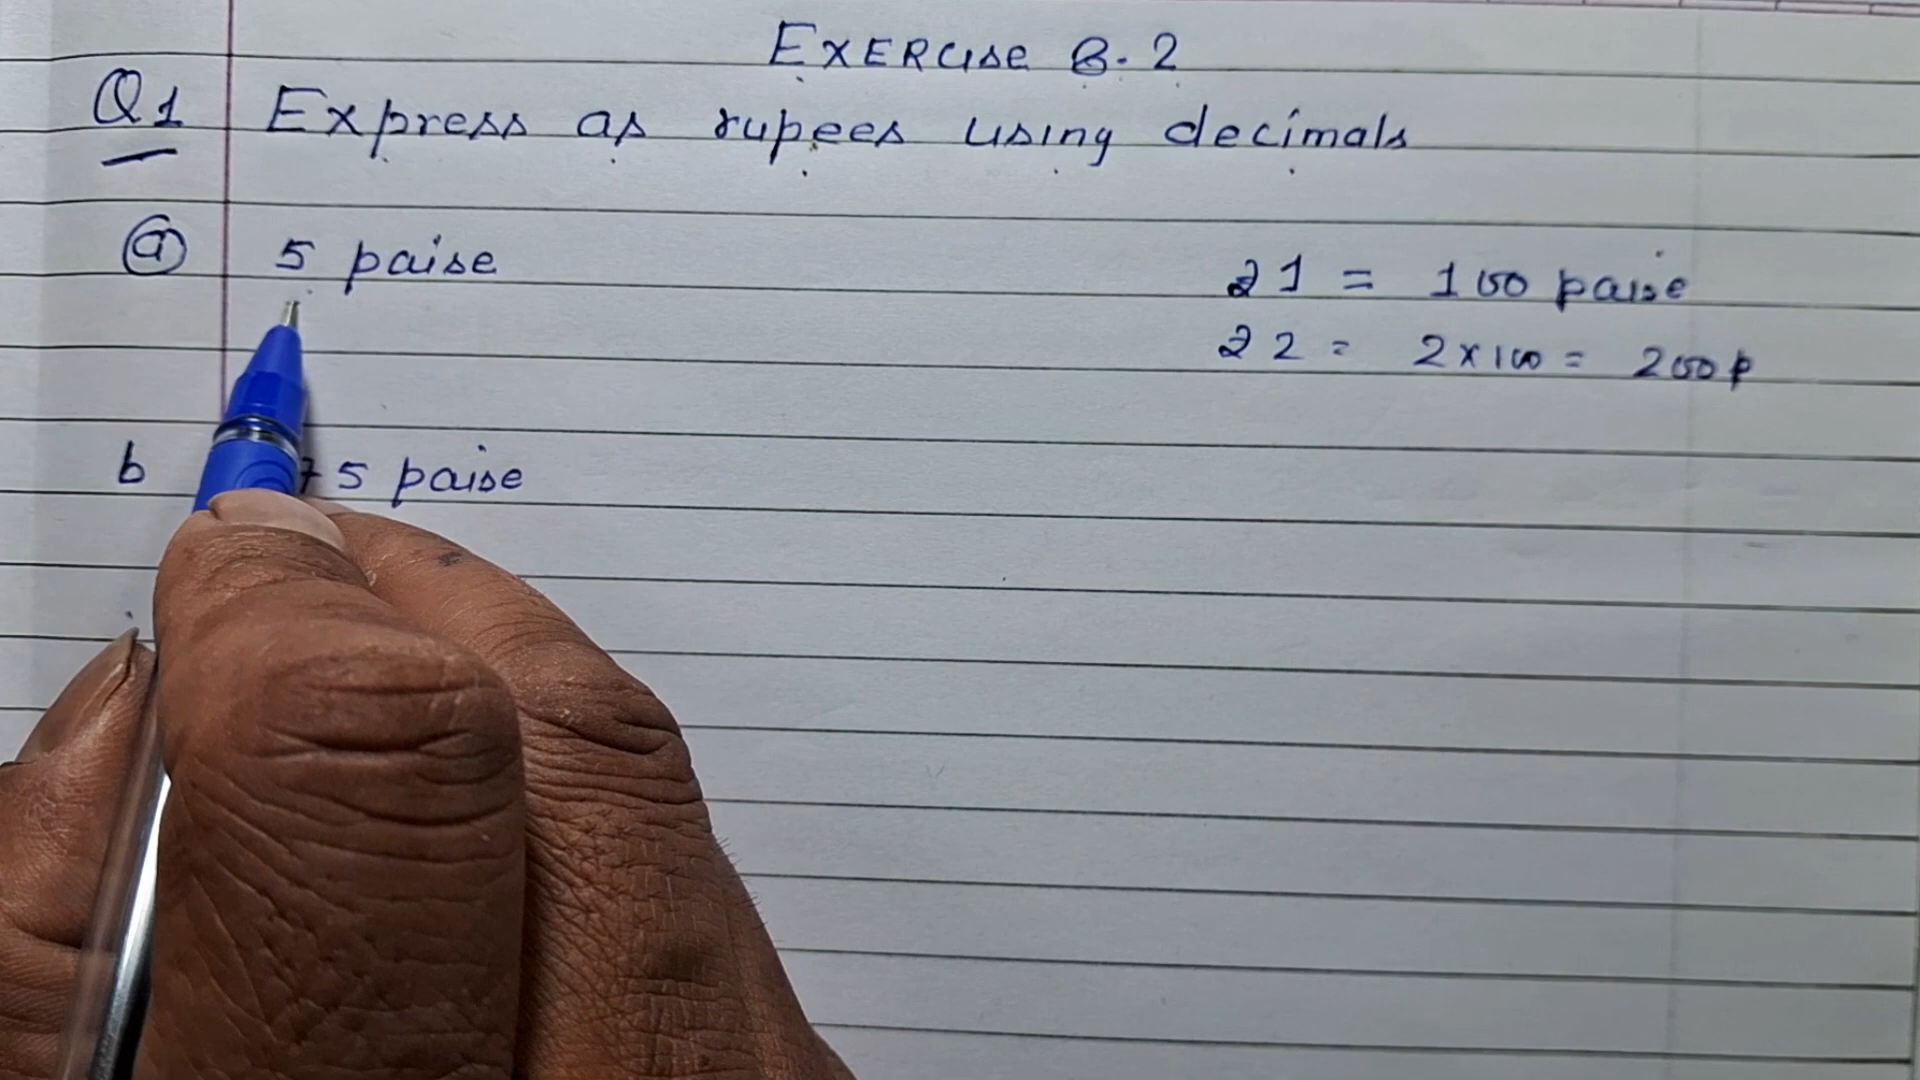 EXERCISE 8.2
Q1 Express as rupees using decimals
(a) 5 paise
₹ 1 = 100 paise
₹ 2 = 2 x 100 = 200 p
b 75 paise